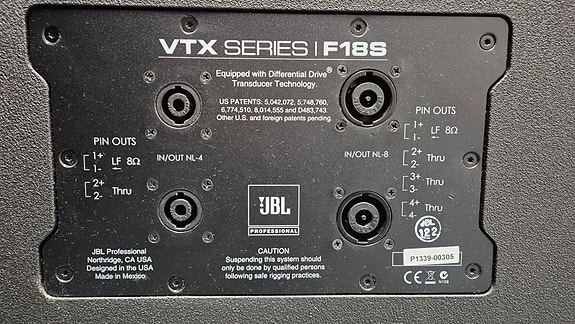 VTX SERIES | F18S
Equipped with Differential Drive®
Transducer Technology.
US PATENTS: 5,042,072, 5,748,760,
6,774,510, 8,014,555 and D483,743.
Other U.S. and foreign patents pending.
PIN OUTS
1+
1-
LF 8Ω
2+
2-
Thru
IN/OUT NL-4
IN/OUT NL-8
PIN OUTS
1+
1-
LF 8Ω
2+
2-
Thru
3+
3-
Thru
4+
4-
Thru
JBL
PROFESSIONAL
JBL
122
JBL Professional
Northridge, CA USA
Designed in the USA
Made in Mexico
CAUTION
Suspending this system should
only be done by qualified persons
following safe rigging practices.
P1339-00305
CE
N108